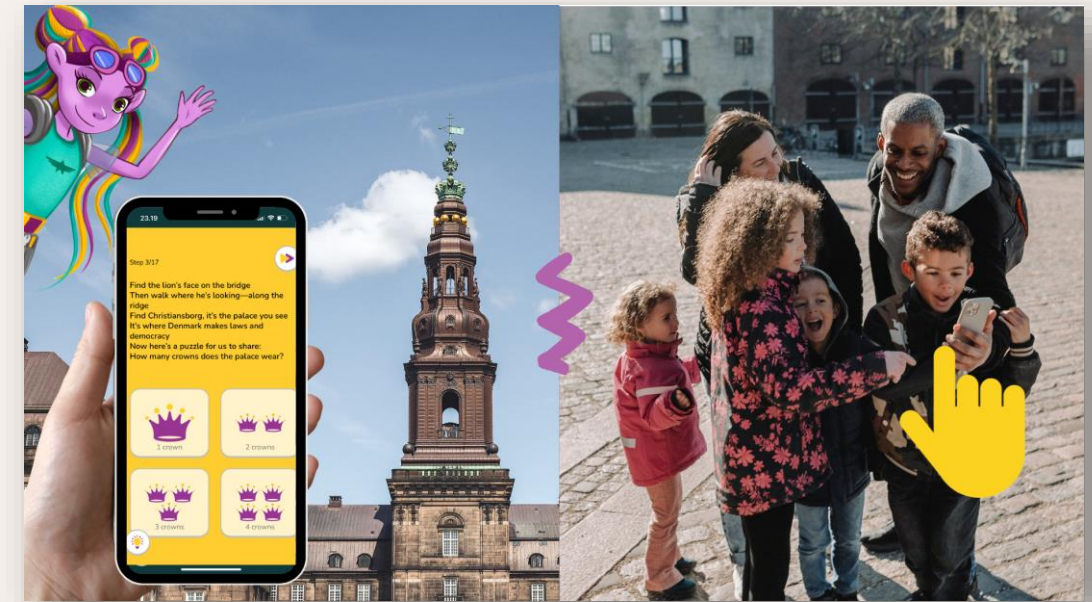 23.19
Step 3/17
Find the lion's face on the bridge
Then walk where he's looking—along the
ridge
Find Christiansborg, it's the palace you see
It's where Denmark makes laws and
democracy
Now here's a puzzle for us to share:
How many crowns does the palace wear?
1 crown
2 crowns
3 crowns
4 crowns